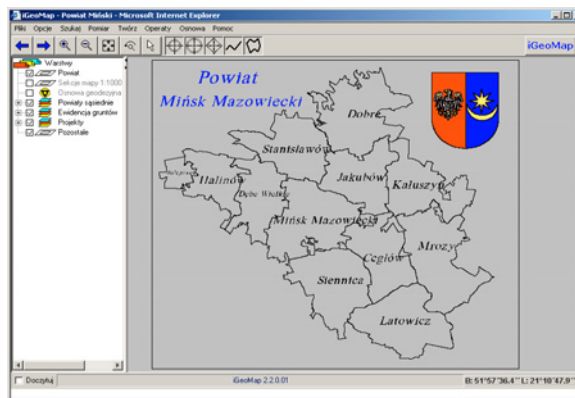 iGeoMap - Powiat Miński - Microsoft Internet Explorer
Pliki Opcje Szukaj Pomiar Twórz Operaty Osnowa Pomoc
iGeoMap
Warstwy
Powiat
Sekcje mapy 1:1000
Osnowa geodezyjna
Powiaty sąsiednie
Ewidencja gruntów
Projekty
Pozostałe
Powiat
Mińsk Mazowiecki
Dobre
Stanisławów
Jakubów
Kałuszyn
Halinów
Dębe Wielkie
Mińsk Mazowiecki
Mrozy
Cegłów
Siennica
Latowicz
Doczytuj
iGeoMap 2.2.0.01
B: 51°57'36.4" L: 21°10'47.9"